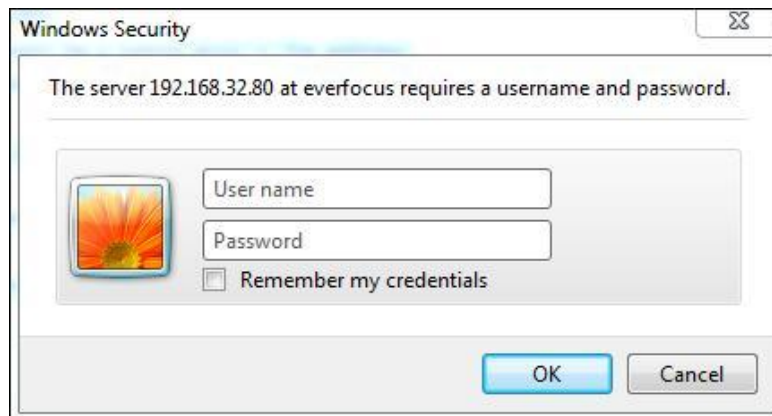 Windows Security
The server 192.168.32.80 at everfocus requires a username and password.
User name
Password
Remember my credentials
OK
Cancel